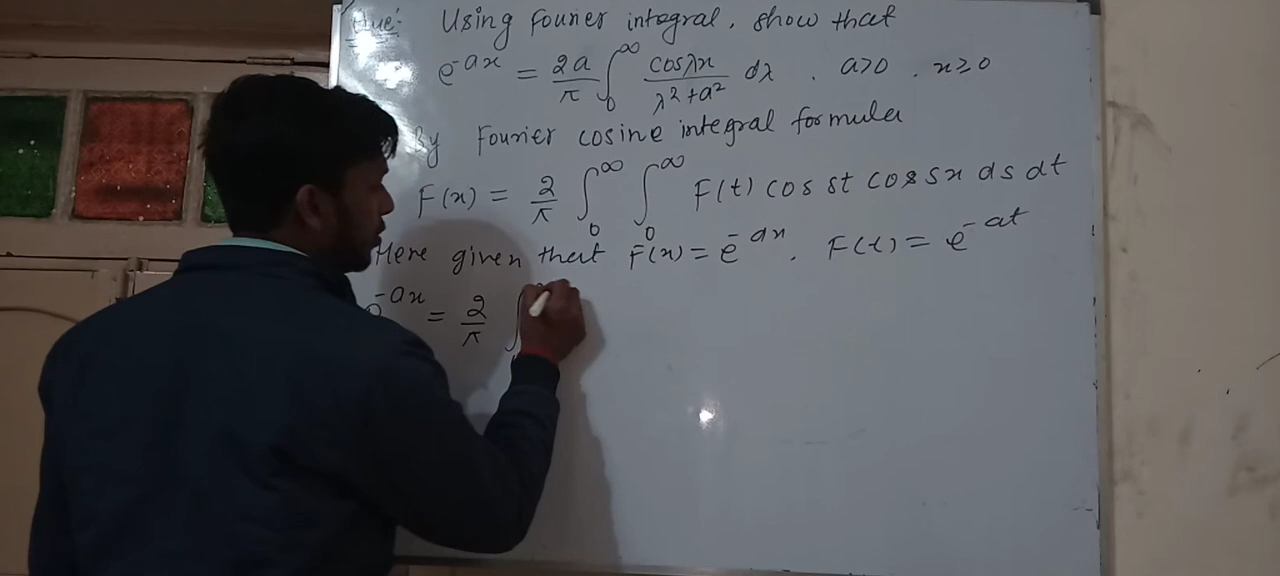 Que: Using Fourier integral, show that
e^-ax = 2a/π ∫_0^∞ cosλx / λ²+a² dλ , a>0 , x≥0
By Fourier cosine integral formula
F(x) = 2/π ∫_0^∞ ∫_0^∞ F(t) cos st cos sx ds dt
Here given that F(x) = e^-ax , F(t) = e^-at
e^-ax = 2/π ∫